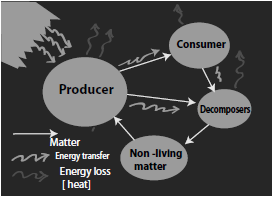 Consumer
Producer
Decomposers
Non -living
matter
Matter
Energy transfer
Energy loss
[ heat]